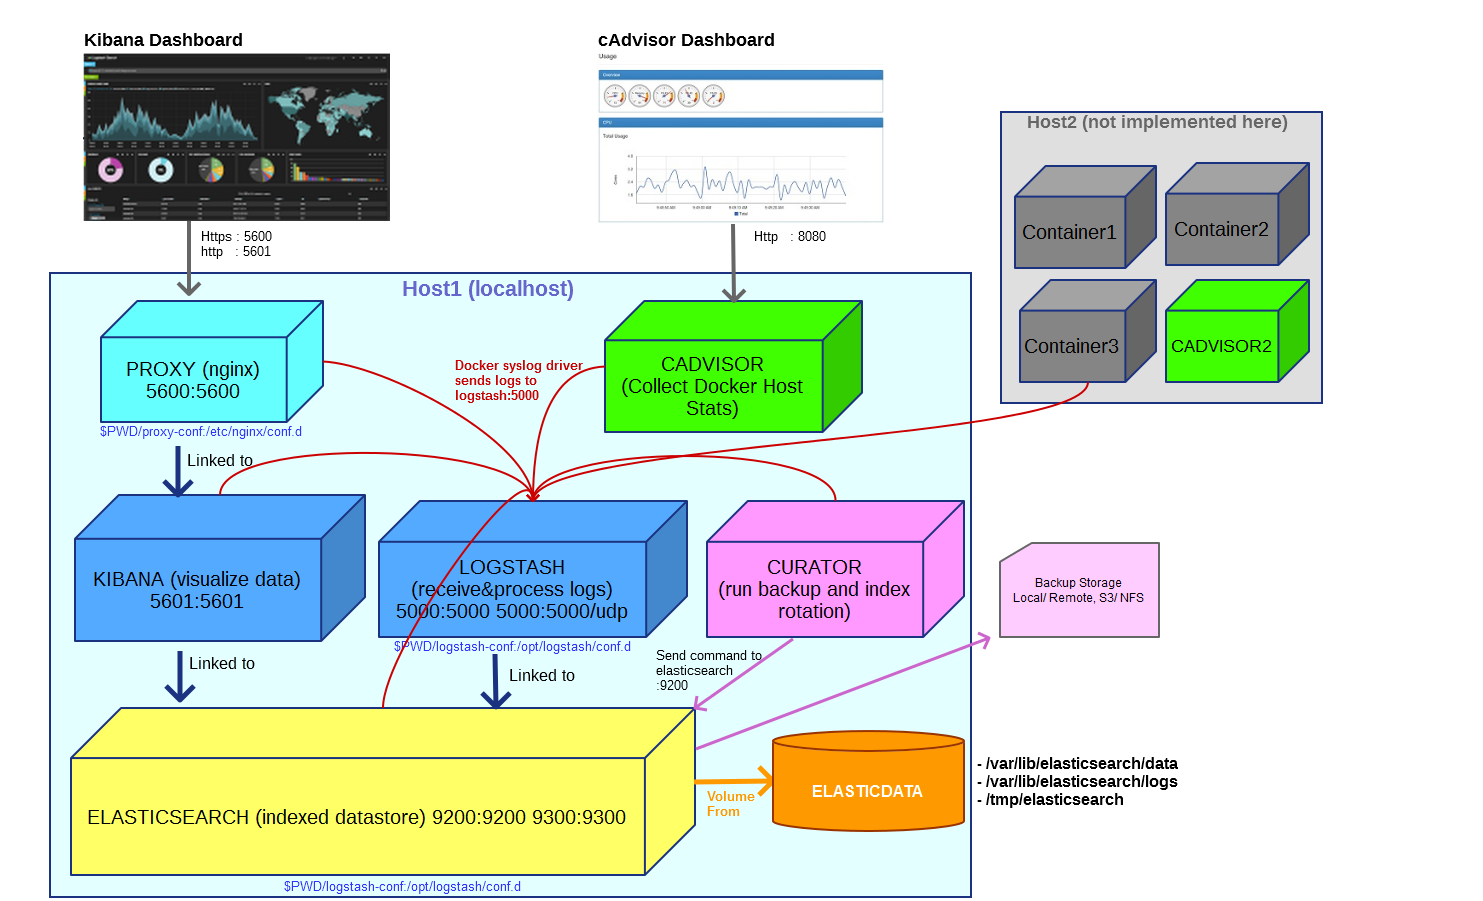 Kibana Dashboard
cAdvisor Dashboard
Usage
Overview
CPU
Total Usage
Total
Https : 5600
http : 5601
Http : 8080
Host2 (not implemented here)
Container1
Container2
Container3
CADVISOR2
Host1 (localhost)
PROXY (nginx)
5600:5600
$PWD/proxy-conf:/etc/nginx/conf.d
Docker syslog driver
sends logs to
logstash:5000
CADVISOR
(Collect Docker Host
Stats)
Linked to
KIBANA (visualize data)
5601:5601
LOGSTASH
(receive&process logs)
5000:5000 5000:5000/udp
$PWD/logstash-conf:/opt/logstash/conf.d
CURATOR
(run backup and index
rotation)
Backup Storage
Local/ Remote, S3/ NFS
Linked to
Linked to
Send command to
elasticsearch
:9200
ELASTICSEARCH (indexed datastore) 9200:9200 9300:9300
$PWD/logstash-conf:/opt/logstash/conf.d
Volume
From
ELASTICDATA
- /var/lib/elasticsearch/data
- /var/lib/elasticsearch/logs
- /tmp/elasticsearch